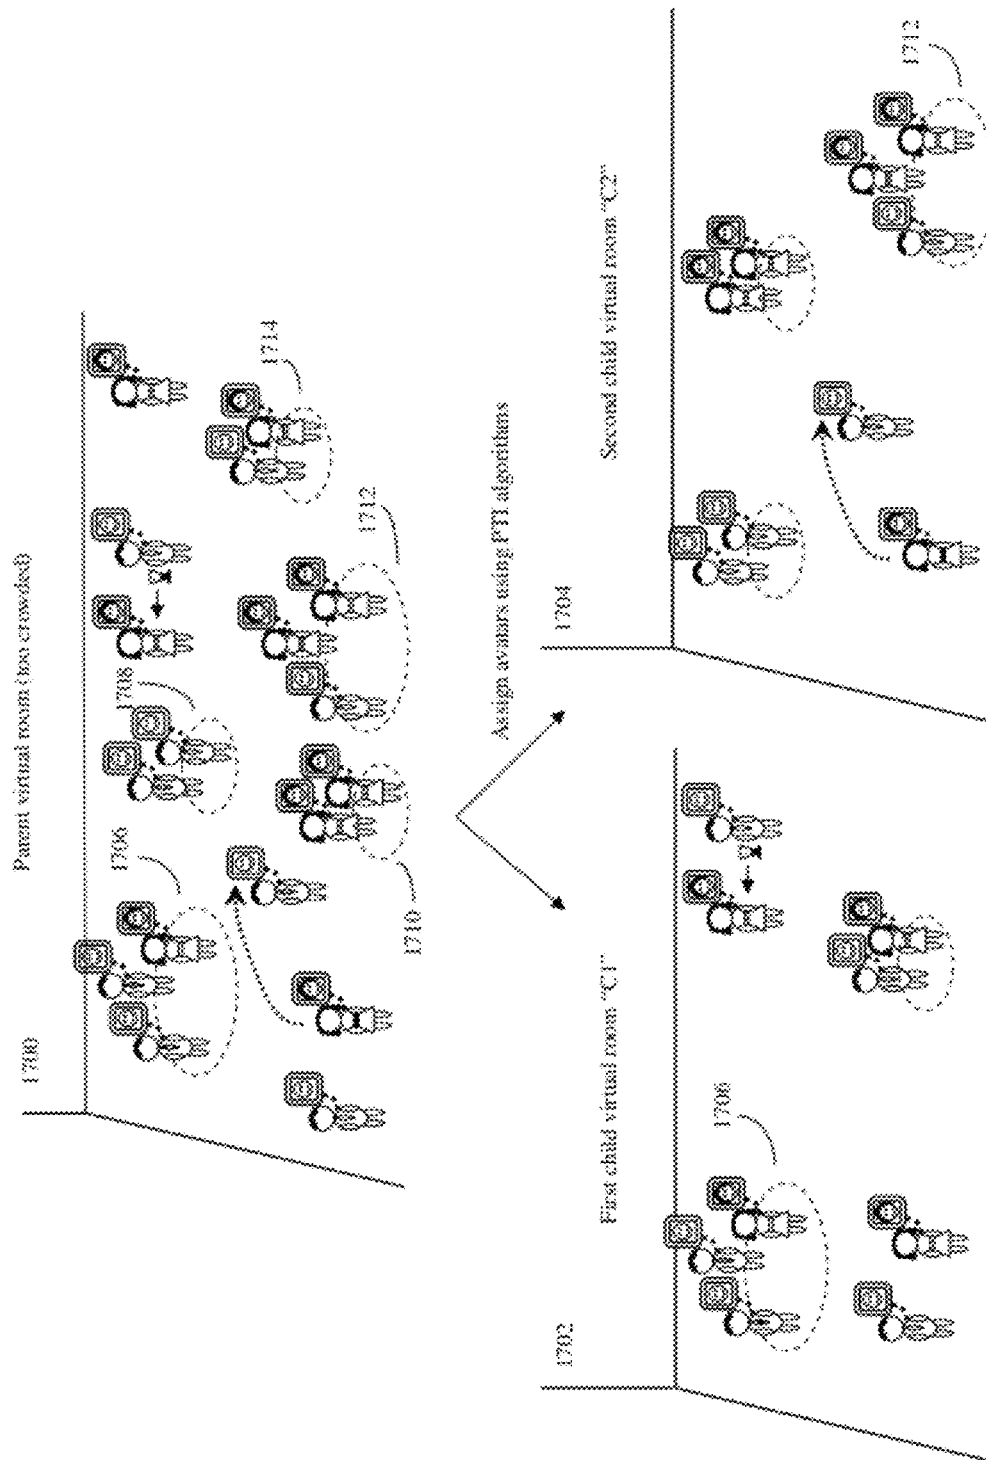 1700
Parent virtual room (too crowded)
1706
1708
1710
1712
1714
Assign avatars using PTI algorithms
1702
First child virtual room "C1"
1706
1704
Second child virtual room "C2"
1712